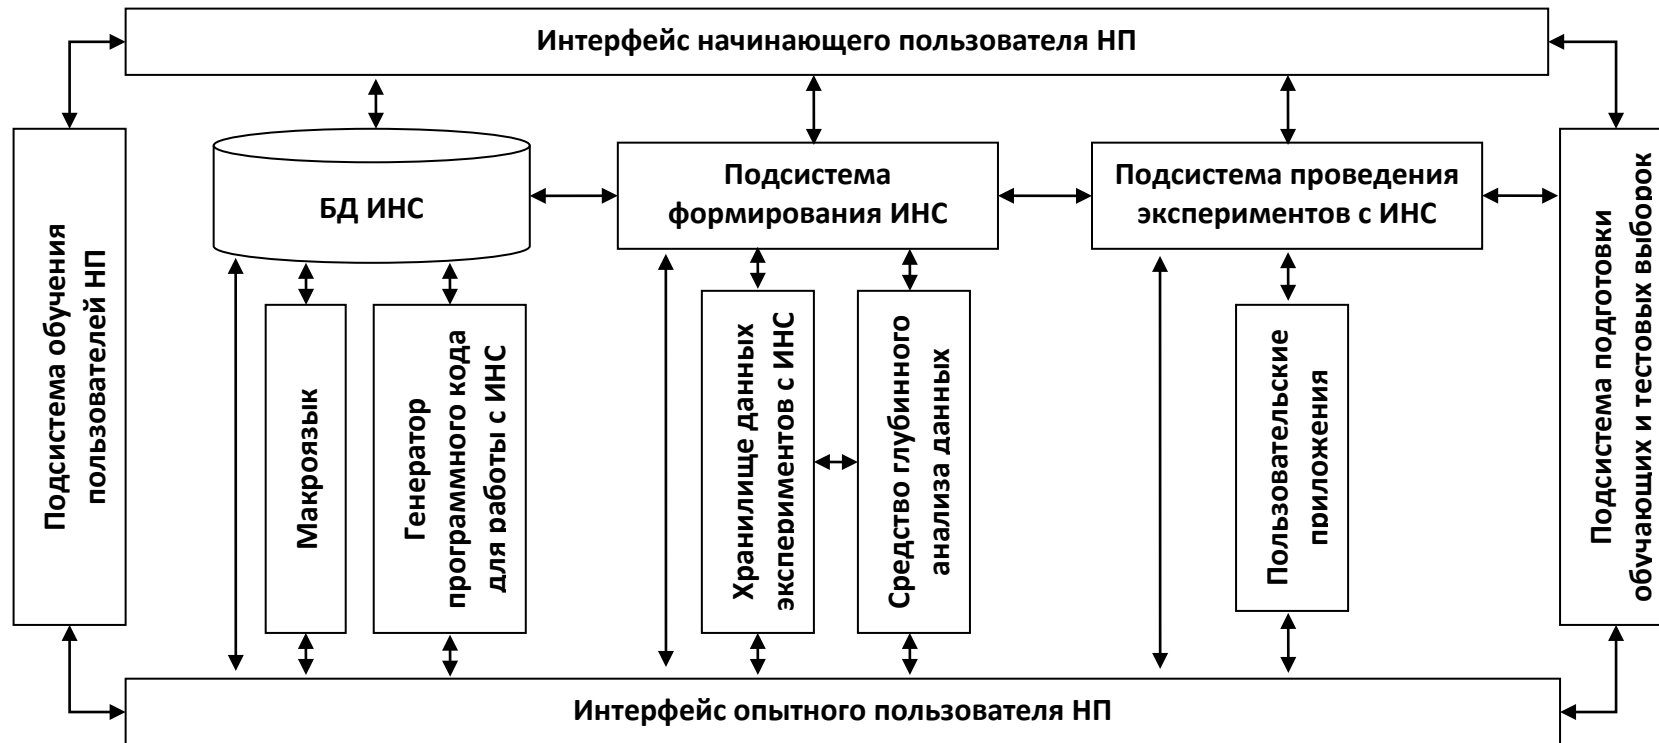 Интерфейс начинающего пользователя НП
Подсистема обучения
пользователей НП
БД ИНС
Подсистема
формирования ИНС
Подсистема проведения
экспериментов с ИНС
Подсистема подготовки
обучающих и тестовых выборок
Макроязык
Генератор
программного кода
для работы с ИНС
Хранилище данных
экспериментов с ИНС
Средство глубинного
анализа данных
Пользовательские
приложения
Интерфейс опытного пользователя НП